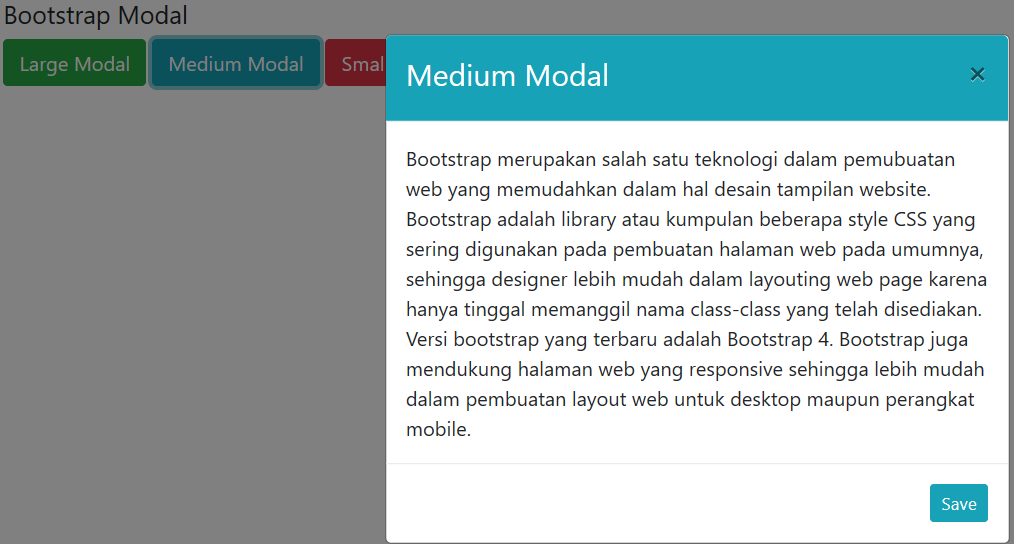 Bootstrap Modal
Large Modal
Medium Modal
Smal
Medium Modal
×
Bootstrap merupakan salah satu teknologi dalam pemubuatan
web yang memudahkan dalam hal desain tampilan website.
Bootstrap adalah library atau kumpulan beberapa style CSS yang
sering digunakan pada pembuatan halaman web pada umumnya,
sehingga designer lebih mudah dalam layouting web page karena
hanya tinggal memanggil nama class-class yang telah disediakan.
Versi bootstrap yang terbaru adalah Bootstrap 4. Bootstrap juga
mendukung halaman web yang responsive sehingga lebih mudah
dalam pembuatan layout web untuk desktop maupun perangkat
mobile.
Save